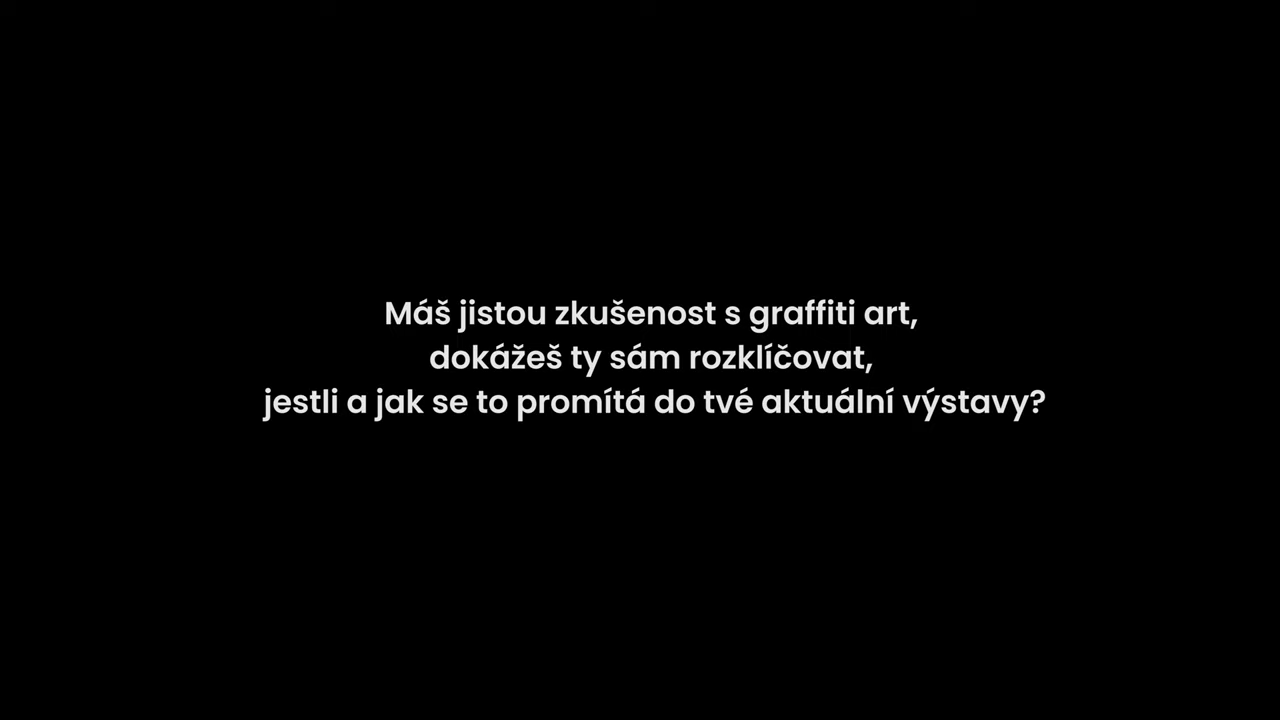 Máš jistou zkušenost s graffiti art,
dokážeš ty sám rozklíčovat,
jestli a jak se to promítá do tvé aktuální výstavy?